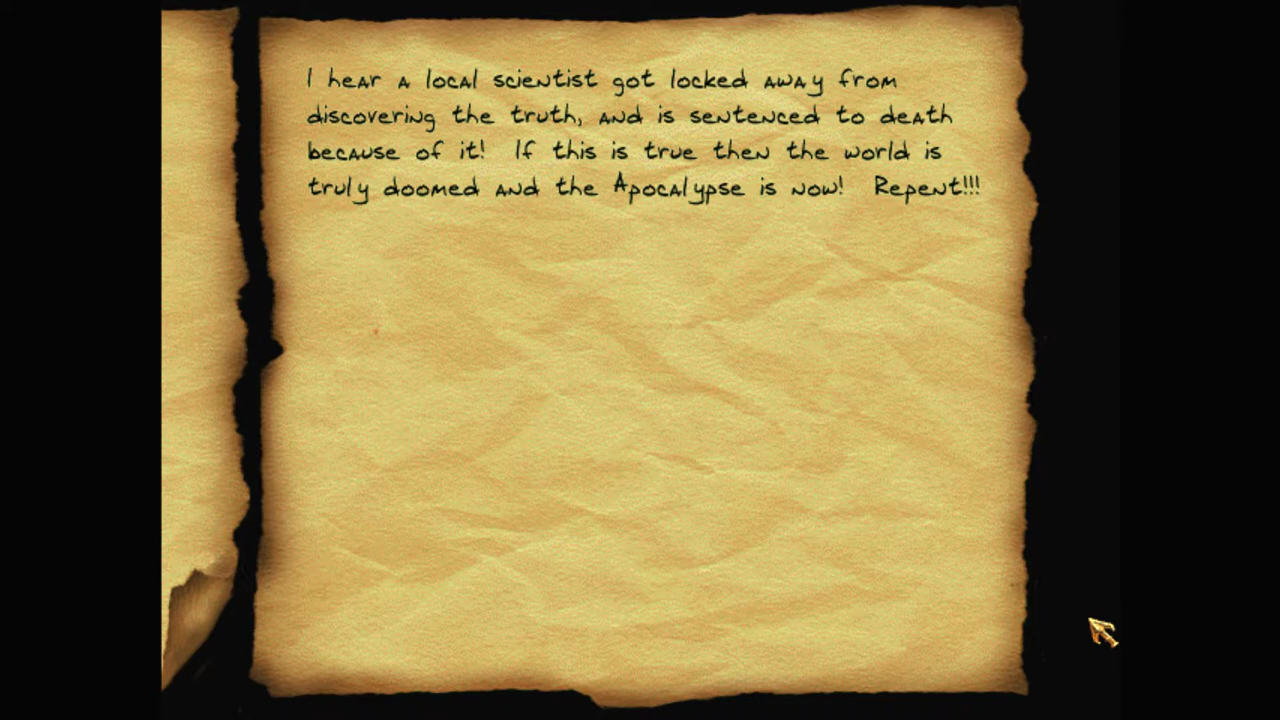 I hear a local scientist got locked away from
discovering the truth, and is sentenced to death
because of it!  If this is true then the world is
truly doomed and the Apocalypse is now!  Repent!!!